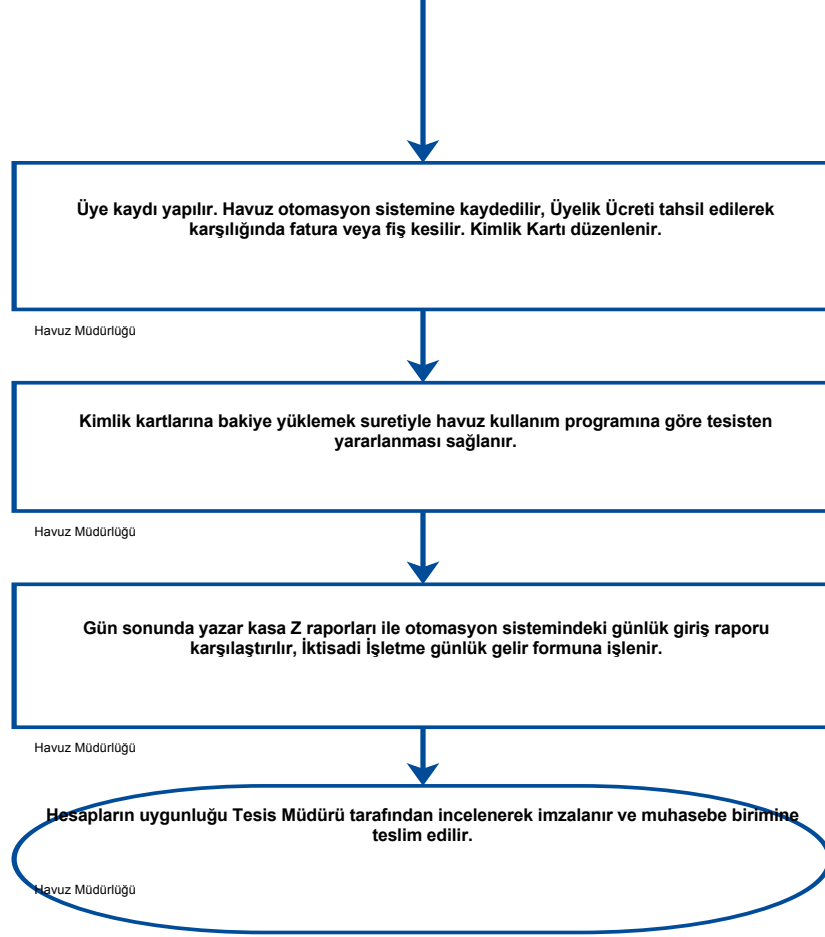 Üye kaydı yapılır. Havuz otomasyon sistemine kaydedilir, Üyelik Ücreti tahsil edilerek
karşılığında fatura veya fiş kesilir. Kimlik Kartı düzenlenir.
Havuz Müdürlüğü
Kimlik kartlarına bakiye yüklemek suretiyle havuz kullanım programına göre tesisten
yararlanması sağlanır.
Havuz Müdürlüğü
Gün sonunda yazar kasa Z raporları ile otomasyon sistemindeki günlük giriş raporu
karşılaştırılır, İktisadi İşletme günlük gelir formuna işlenir.
Havuz Müdürlüğü
Hesapların uygunluğu Tesis Müdürü tarafından incelenerek imzalanır ve muhasebe birimine
teslim edilir.
Havuz Müdürlüğü